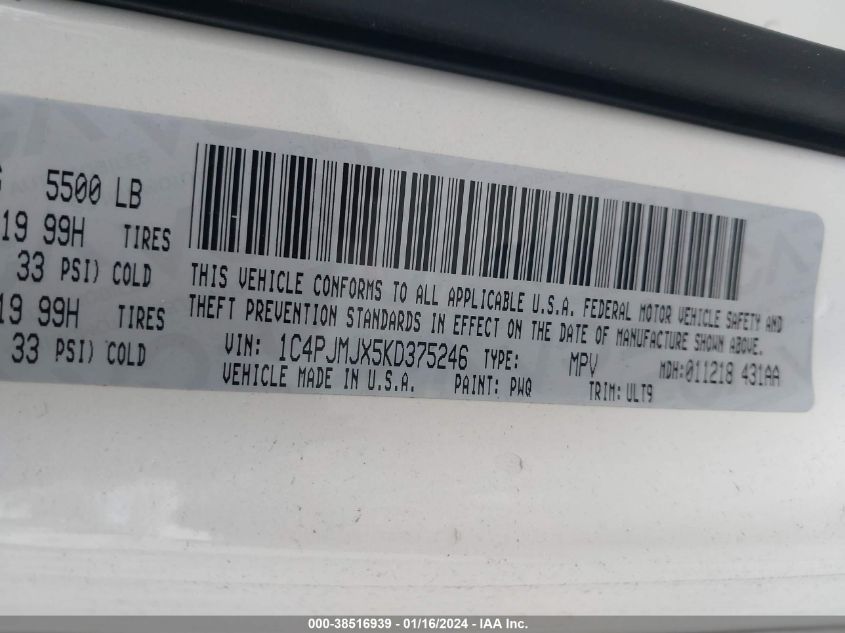 5500 LB
19 99H TIRES
33 PSI) COLD
19 99H TIRES
33 PSI) COLD
THIS VEHICLE CONFORMS TO ALL APPLICABLE U.S.A. FEDERAL MOTOR VEHICLE SAFETY AND
THEFT PREVENTION STANDARDS IN EFFECT ON THE DATE OF MANUFACTURE SHOWN ABOVE.
VIN: 1C4PJMJX5KD375246 TYPE: MPV MDH:011218 431AA
VEHICLE MADE IN U.S.A. PAINT: PWQ TRIM: ULT9
000-38516939 - 01/16/2024 - IAA Inc.